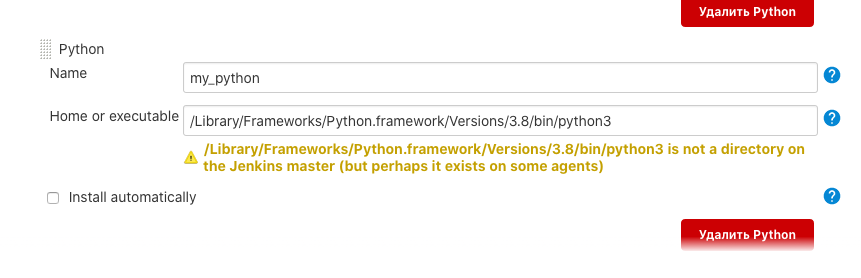 Удалить Python
Python
Name
my_python
?
Home or executable
/Library/Frameworks/Python.framework/Versions/3.8/bin/python3
?
/Library/Frameworks/Python.framework/Versions/3.8/bin/python3 is not a directory on
the Jenkins master (but perhaps it exists on some agents)
Install automatically
?
Удалить Python